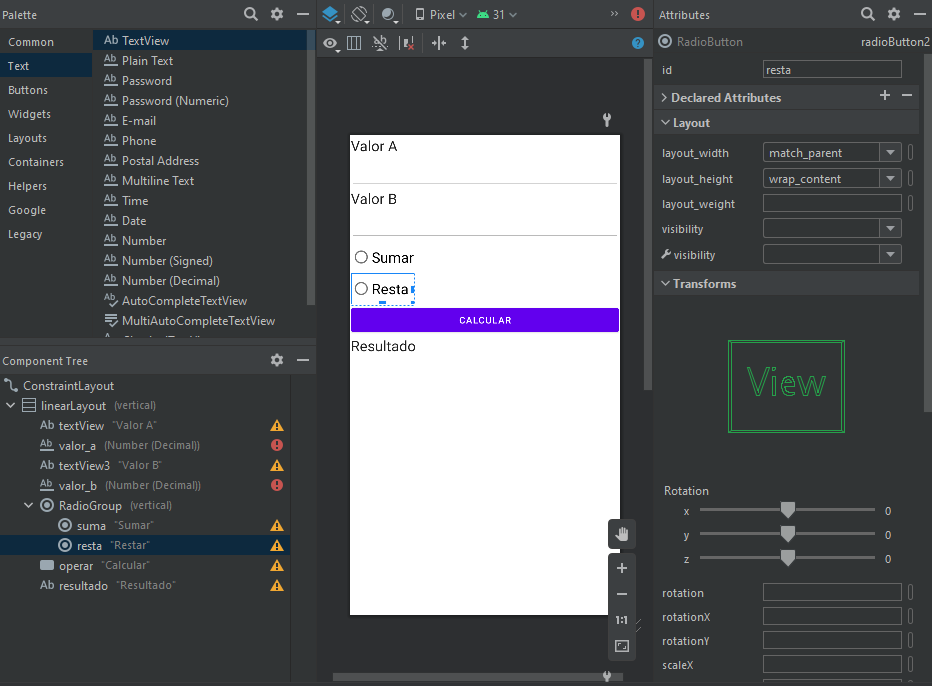 Palette
Common
Text
Buttons
Widgets
Layouts
Containers
Helpers
Google
Legacy
Ab TextView
Ab Plain Text
Ab Password
Ab Password (Numeric)
Ab E-mail
Ab Phone
Ab Postal Address
Ab Multiline Text
Ab Time
Ab Date
Ab Number
Ab Number (Signed)
Ab Number (Decimal)
Ab AutoCompleteTextView
MultiAutoCompleteTextView
Component Tree
ConstraintLayout
linearLayout (vertical)
Ab textView "Valor A"
Ab valor_a (Number (Decimal))
Ab textView3 "Valor B"
Ab valor_b (Number (Decimal))
RadioGroup (vertical)
suma "Sumar"
resta "Restar"
operar "Calcular"
Ab resultado "Resultado"
Pixel 31 ?
Valor A
Valor B
Sumar
Resta
CALCULAR
Resultado
1:1
Attributes
RadioButton radioButton2
id resta
Declared Attributes
Layout
layout_width match_parent
layout_height wrap_content
layout_weight
visibility
visibility
Transforms
View
Rotation
x 0
y 0
z 0
rotation
rotationX
rotationY
scaleX